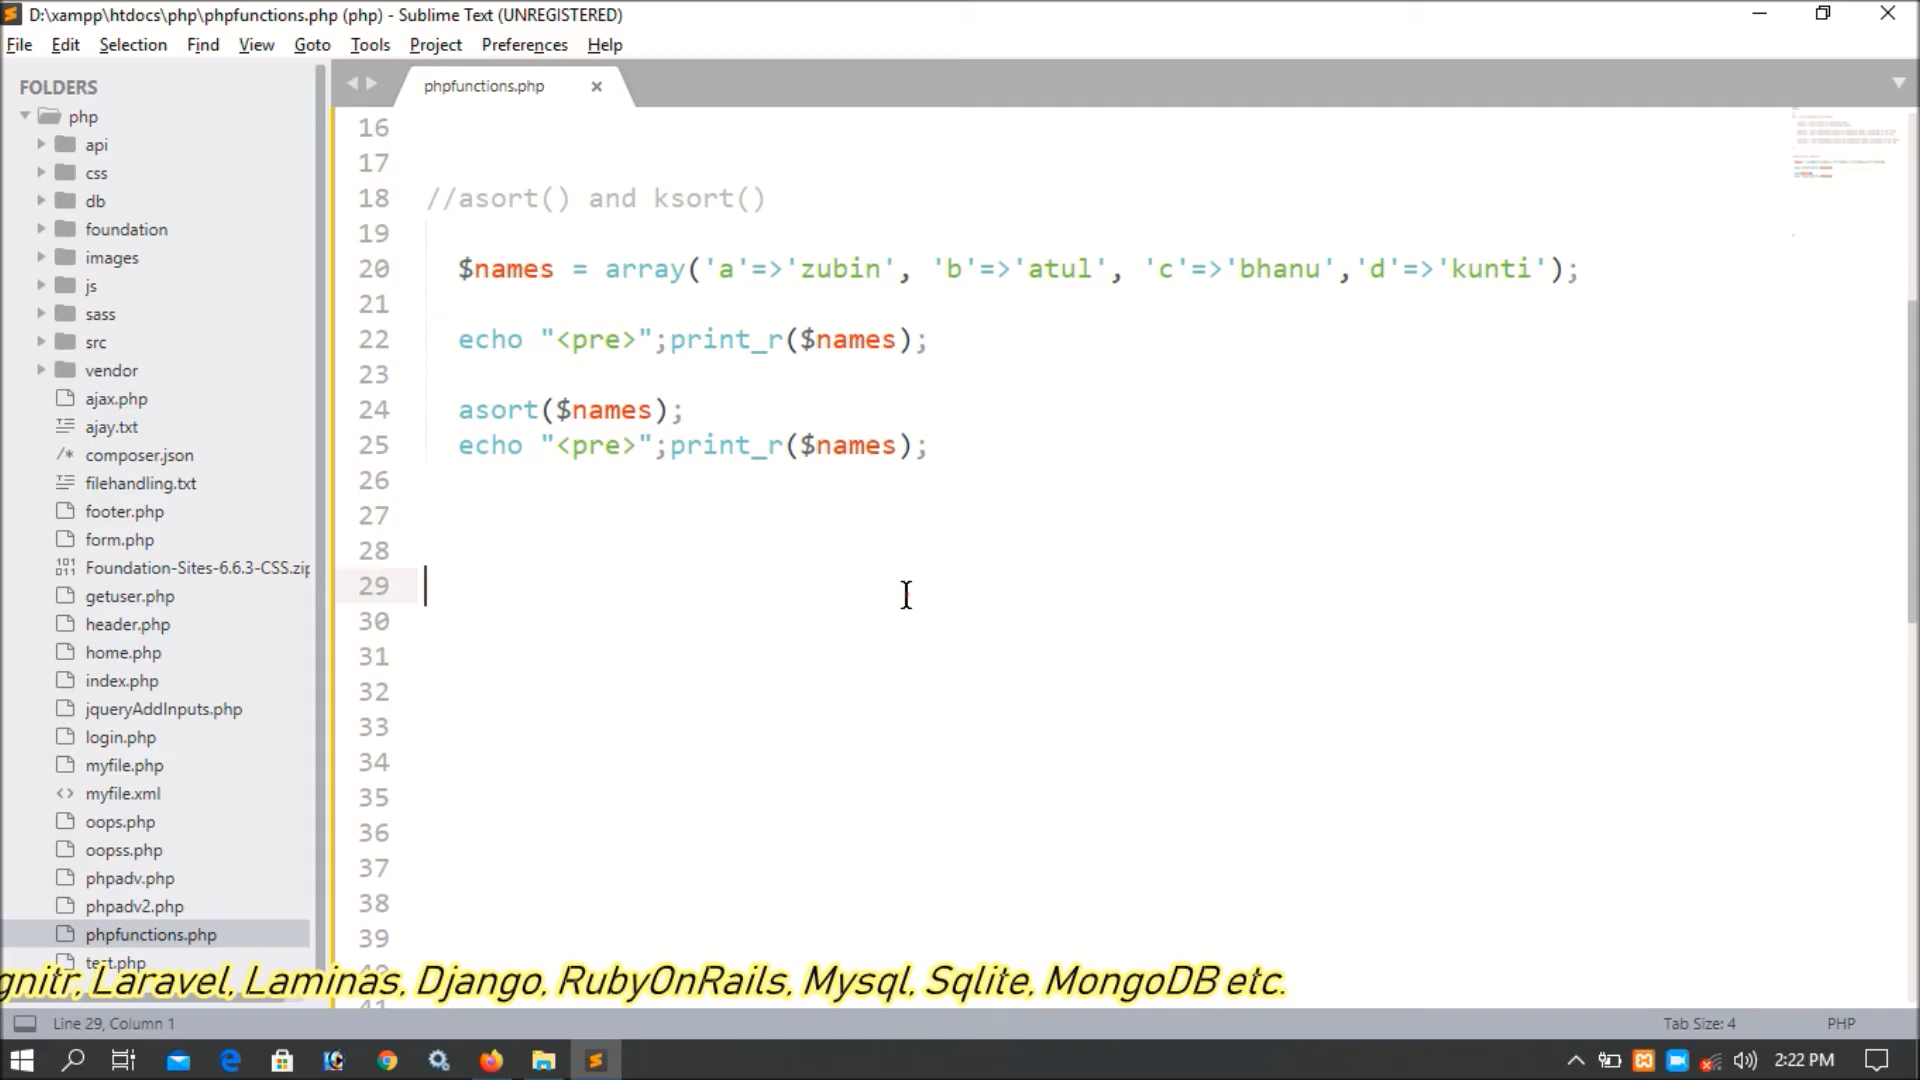 D:\xampp\htdocs\php\phpfunctions.php (php) - Sublime Text (UNREGISTERED)
File Edit Selection Find View Goto Tools Project Preferences Help
FOLDERS
php
api
css
db
foundation
images
js
sass
src
vendor
ajax.php
ajay.txt
/* composer.json
filehandling.txt
footer.php
form.php
Foundation-Sites-6.6.3-CSS.zip
getuser.php
header.php
home.php
index.php
jqueryAddInputs.php
login.php
myfile.php
<> myfile.xml
oops.php
oopss.php
phpadv.php
phpadv2.php
phpfunctions.php
test.php
phpfunctions.php
16
17
18 //asort() and ksort()
19
20 $names = array('a'=>'zubin', 'b'=>'atul', 'c'=>'bhanu','d'=>'kunti');
21
22 echo "<pre>";print_r($names);
23
24 asort($names);
25 echo "<pre>";print_r($names);
26
27
28
29
30
31
32
33
34
35
36
37
38
39
41
gnitr, Laravel, Laminas, Django, RubyOnRails, Mysql, Sqlite, MongoDB etc.
Line 29, Column 1
Tab Size: 4
PHP
2:22 PM